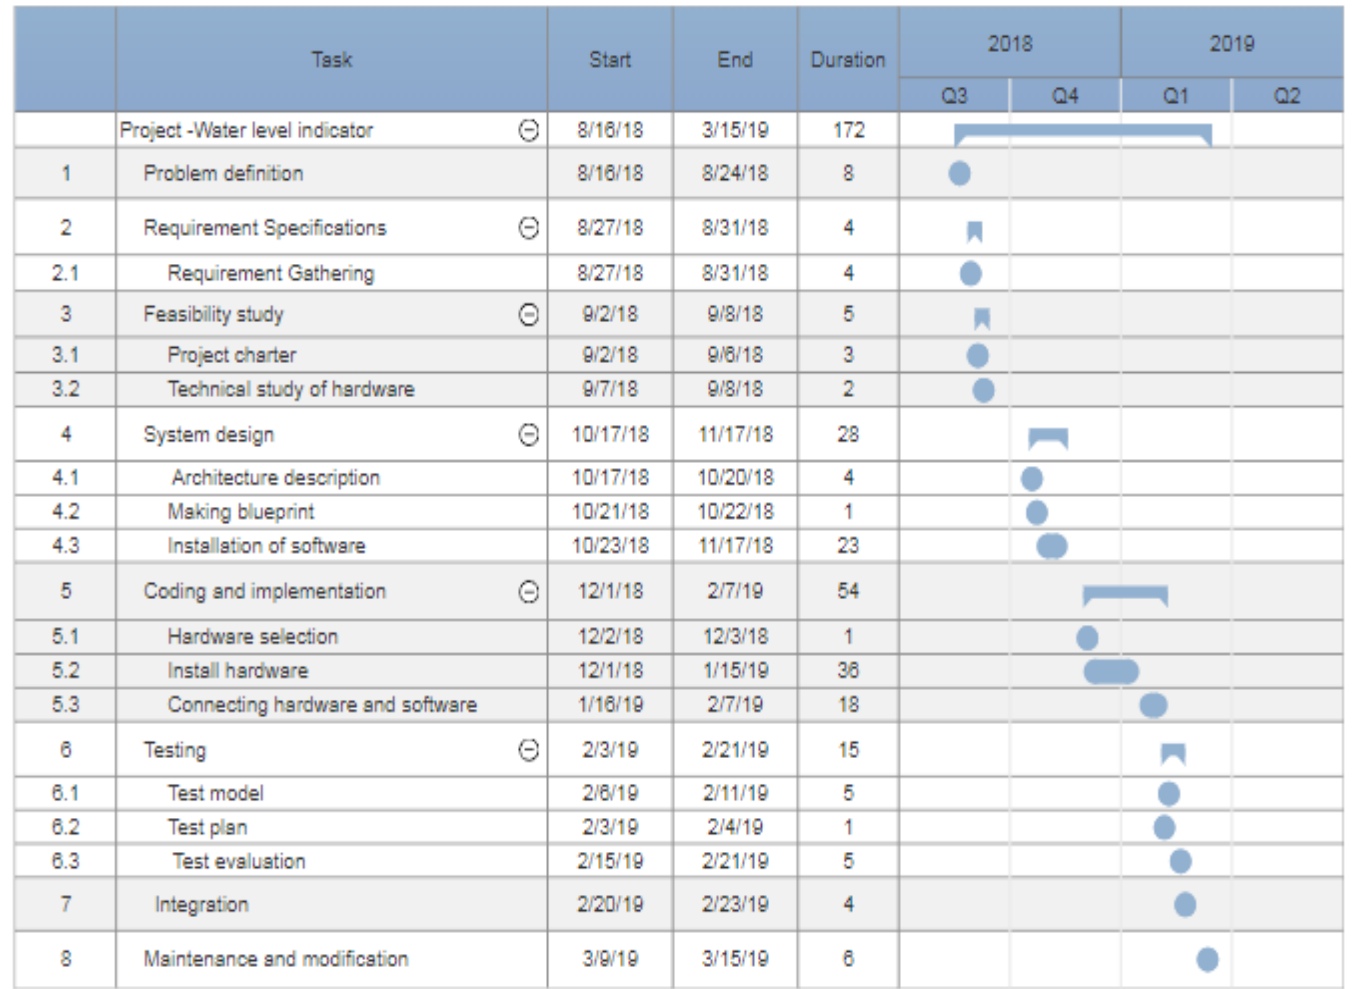 Task Start End Duration 2018 2019
Q3 Q4 Q1 Q2
Project -Water level indicator 8/16/18 3/15/19 172
1 Problem definition 8/16/18 8/24/18 8
2 Requirement Specifications 8/27/18 8/31/18 4
2.1 Requirement Gathering 8/27/18 8/31/18 4
3 Feasibility study 9/2/18 9/8/18 5
3.1 Project charter 9/2/18 9/6/18 3
3.2 Technical study of hardware 9/7/18 9/8/18 2
4 System design 10/17/18 11/17/18 28
4.1 Architecture description 10/17/18 10/20/18 4
4.2 Making blueprint 10/21/18 10/22/18 1
4.3 Installation of software 10/23/18 11/17/18 23
5 Coding and implementation 12/1/18 2/7/19 54
5.1 Hardware selection 12/2/18 12/3/18 1
5.2 Install hardware 12/1/18 1/15/19 36
5.3 Connecting hardware and software 1/16/19 2/7/19 18
6 Testing 2/3/19 2/21/19 15
6.1 Test model 2/6/19 2/11/19 5
6.2 Test plan 2/3/19 2/4/19 1
6.3 Test evaluation 2/15/19 2/21/19 5
7 Integration 2/20/19 2/23/19 4
8 Maintenance and modification 3/9/19 3/15/19 6